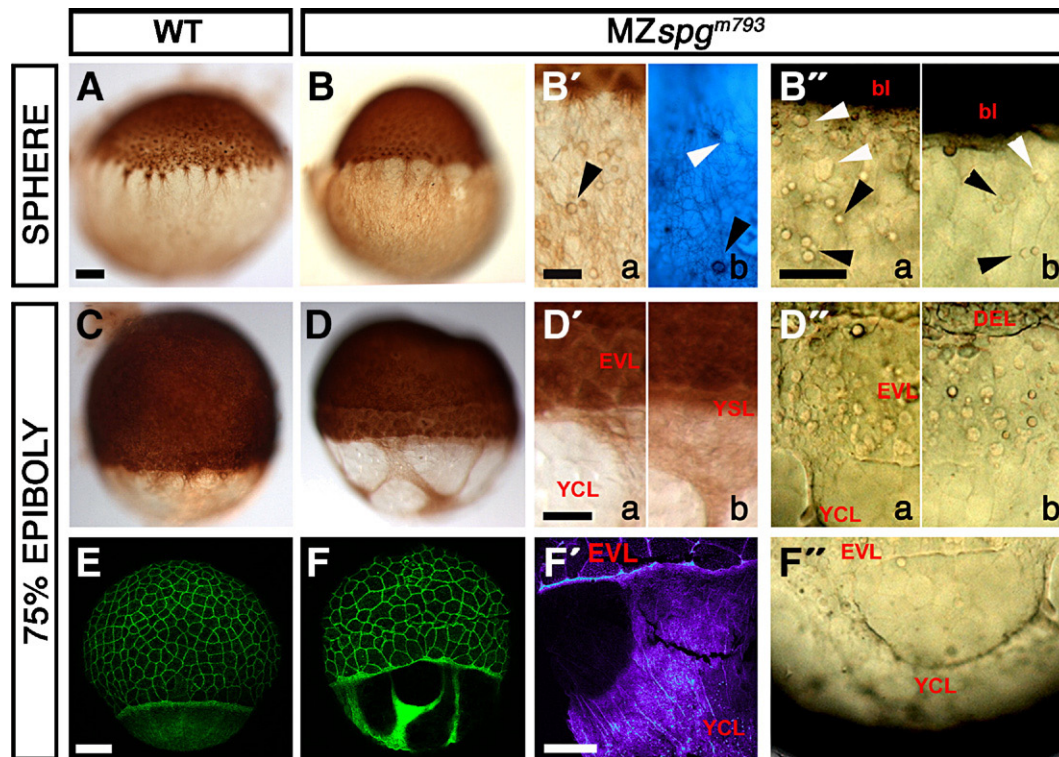 WT
MZspg^m793
SPHERE
A
B
B′
a
b
B″
bl
bl
a
b
75% EPIBOLY
C
D
D′
EVL
YSL
YCL
a
b
D″
DEL
EVL
YCL
a
b
E
F
F′
EVL
YCL
F″
EVL
YCL